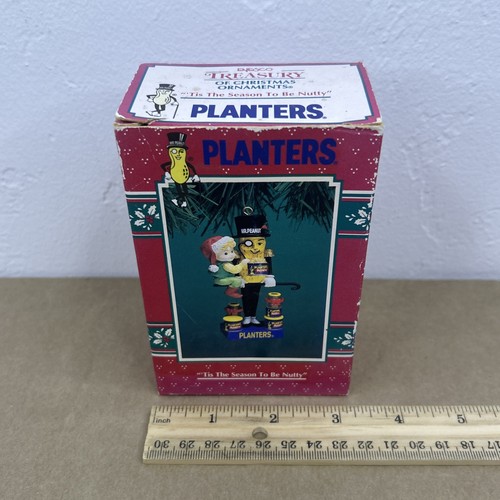 ENESCO
TREASURY
OF CHRISTMAS
ORNAMENTS®
"'Tis The Season To Be Nutty"
PLANTERS®
PLANTERS®
MR.PEANUT
PLANTERS®
"'Tis The Season To Be Nutty"
1 2 3 4 5
30 29 28 27 26 25 24 23 22 21 20 19 18 17